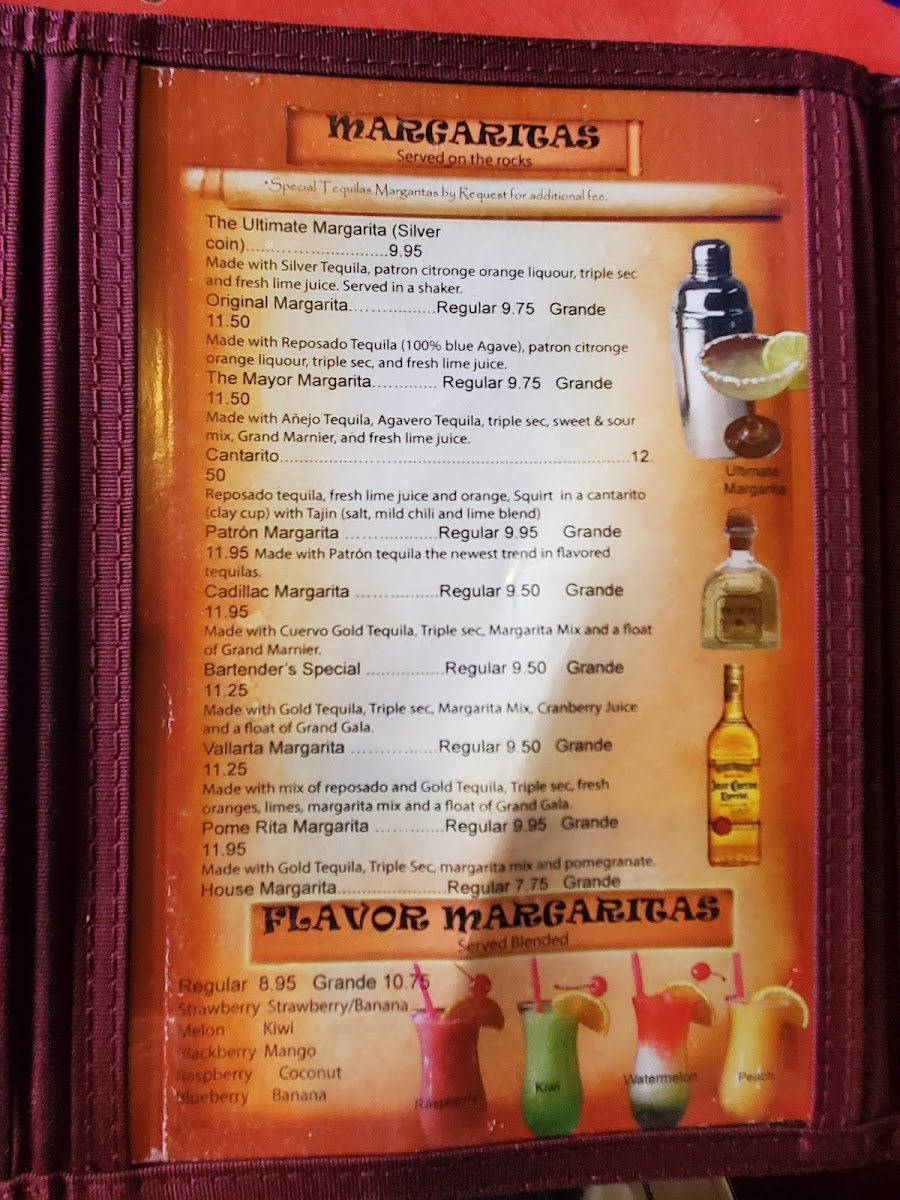 MARGARITAS
Served on the rocks
*Special Tequilas Margaritas by Request for additional fee.
The Ultimate Margarita (Silver
coin)............................9.95
Made with Silver Tequila, patron citronge orange liquour, triple sec
and fresh lime juice. Served in a shaker.
Original Margarita.................Regular 9.75 Grande
11.50
Made with Reposado Tequila (100% blue Agave), patron citronge
orange liquour, triple sec, and fresh lime juice.
The Mayor Margarita............. Regular 9.75 Grande
11.50
Made with Añejo Tequila, Agavero Tequila, triple sec, sweet & sour
mix, Grand Marnier, and fresh lime juice.
Cantarito......................................................................12.
50
Reposado tequila, fresh lime juice and orange, Squirt in a cantarito
(clay cup) with Tajin (salt, mild chili and lime blend)
Patrón Margarita ..................Regular 9.95 Grande
11.95 Made with Patrón tequila the newest trend in flavored
tequilas.
Cadillac Margarita ................Regular 9.50 Grande
11.95
Made with Cuervo Gold Tequila, Triple sec, Margarita Mix and a float
of Grand Marnier.
Bartender's Special ...............Regular 9.50 Grande
11.25
Made with Gold Tequila, Triple sec, Margarita Mix, Cranberry Juice
and a float of Grand Gala.
Vallarta Margarita .................Regular 9.50 Grande
11.25
Made with mix of reposado and Gold Tequila, Triple sec, fresh
oranges, limes, margarita mix and a float of Grand Gala.
Pome Rita Margarita .............Regular 9.95 Grande
11.95
Made with Gold Tequila, Triple Sec, margarita mix and pomegranate.
House Margarita.....................Regular 7.75 Grande
Ultimate
Margarita
Jose Cuervo
Especial
FLAVOR MARGARITAS
Served Blended
Regular 8.95 Grande 10.75
Strawberry Strawberry/Banana
Melon Kiwi
Blackberry Mango
Raspberry Coconut
Blueberry Banana
Raspberry
Kiwi
Watermelon
Peach